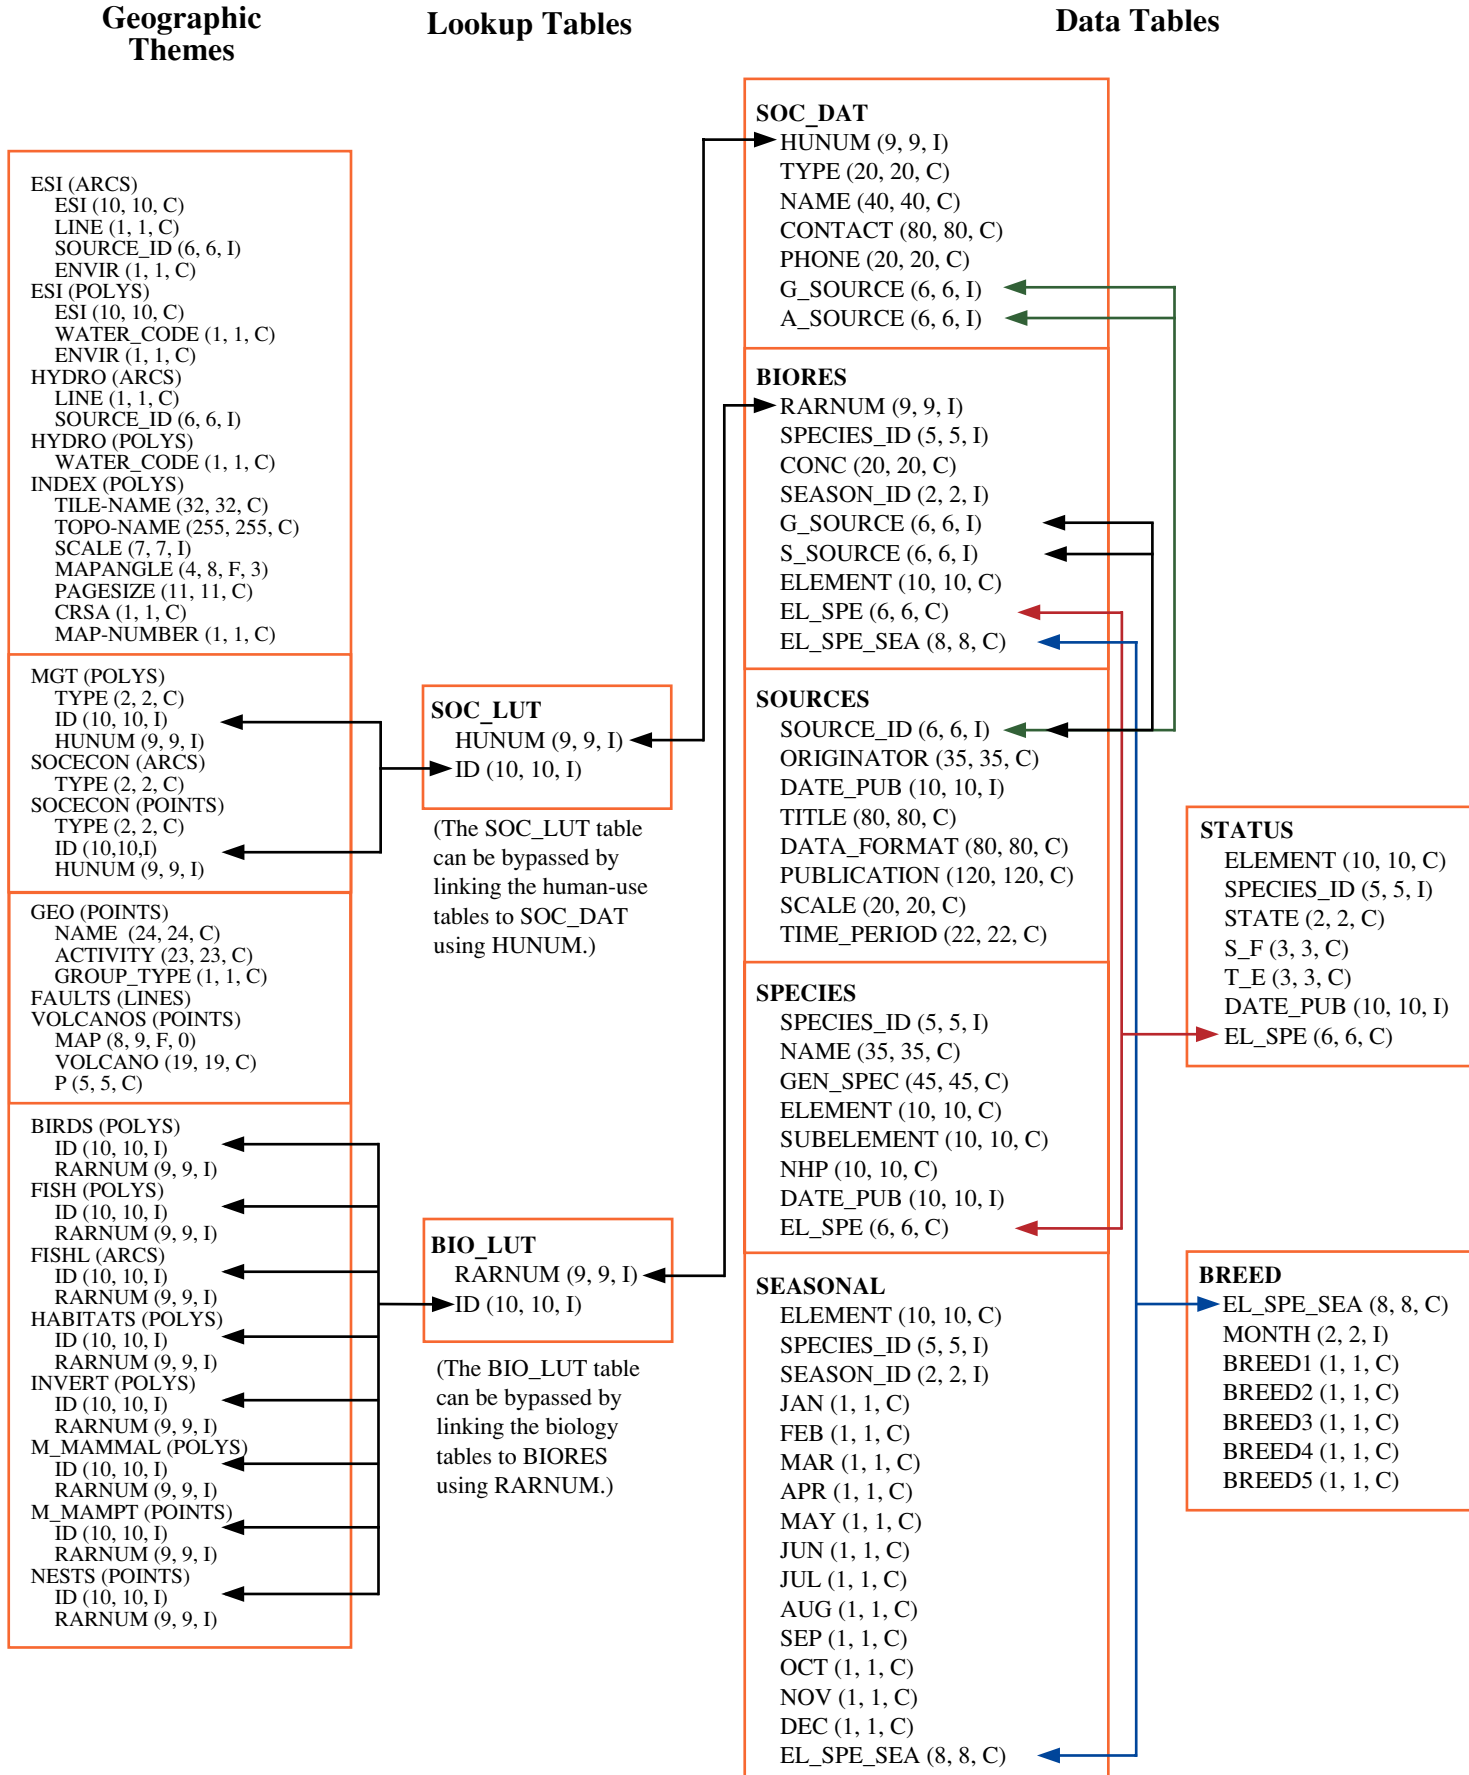 Geographic
Themes
Lookup Tables
Data Tables
ESI (ARCS)
ESI (10, 10, C)
LINE (1, 1, C)
SOURCE_ID (6, 6, I)
ENVIR (1, 1, C)
ESI (POLYS)
ESI (10, 10, C)
WATER_CODE (1, 1, C)
ENVIR (1, 1, C)
HYDRO (ARCS)
LINE (1, 1, C)
SOURCE_ID (6, 6, I)
HYDRO (POLYS)
WATER_CODE (1, 1, C)
INDEX (POLYS)
TILE-NAME (32, 32, C)
TOPO-NAME (255, 255, C)
SCALE (7, 7, I)
MAPANGLE (4, 8, F, 3)
PAGESIZE (11, 11, C)
CRSA (1, 1, C)
MAP-NUMBER (1, 1, C)
MGT (POLYS)
TYPE (2, 2, C)
ID (10, 10, I)
HUNUM (9, 9, I)
SOCECON (ARCS)
TYPE (2, 2, C)
SOCECON (POINTS)
TYPE (2, 2, C)
ID (10,10,I)
HUNUM (9, 9, I)
GEO (POINTS)
NAME (24, 24, C)
ACTIVITY (23, 23, C)
GROUP_TYPE (1, 1, C)
FAULTS (LINES)
VOLCANOS (POINTS)
MAP (8, 9, F, 0)
VOLCANO (19, 19, C)
P (5, 5, C)
BIRDS (POLYS)
ID (10, 10, I)
RARNUM (9, 9, I)
FISH (POLYS)
ID (10, 10, I)
RARNUM (9, 9, I)
FISHL (ARCS)
ID (10, 10, I)
RARNUM (9, 9, I)
HABITATS (POLYS)
ID (10, 10, I)
RARNUM (9, 9, I)
INVERT (POLYS)
ID (10, 10, I)
RARNUM (9, 9, I)
M_MAMMAL (POLYS)
ID (10, 10, I)
RARNUM (9, 9, I)
M_MAMPT (POINTS)
ID (10, 10, I)
RARNUM (9, 9, I)
NESTS (POINTS)
ID (10, 10, I)
RARNUM (9, 9, I)
SOC_LUT
HUNUM (9, 9, I)
ID (10, 10, I)
(The SOC_LUT table
can be bypassed by
linking the human-use
tables to SOC_DAT
using HUNUM.)
BIO_LUT
RARNUM (9, 9, I)
ID (10, 10, I)
(The BIO_LUT table
can be bypassed by
linking the biology
tables to BIORES
using RARNUM.)
SOC_DAT
HUNUM (9, 9, I)
TYPE (20, 20, C)
NAME (40, 40, C)
CONTACT (80, 80, C)
PHONE (20, 20, C)
G_SOURCE (6, 6, I)
A_SOURCE (6, 6, I)
BIORES
RARNUM (9, 9, I)
SPECIES_ID (5, 5, I)
CONC (20, 20, C)
SEASON_ID (2, 2, I)
G_SOURCE (6, 6, I)
S_SOURCE (6, 6, I)
ELEMENT (10, 10, C)
EL_SPE (6, 6, C)
EL_SPE_SEA (8, 8, C)
SOURCES
SOURCE_ID (6, 6, I)
ORIGINATOR (35, 35, C)
DATE_PUB (10, 10, I)
TITLE (80, 80, C)
DATA_FORMAT (80, 80, C)
PUBLICATION (120, 120, C)
SCALE (20, 20, C)
TIME_PERIOD (22, 22, C)
SPECIES
SPECIES_ID (5, 5, I)
NAME (35, 35, C)
GEN_SPEC (45, 45, C)
ELEMENT (10, 10, C)
SUBELEMENT (10, 10, C)
NHP (10, 10, C)
DATE_PUB (10, 10, I)
EL_SPE (6, 6, C)
SEASONAL
ELEMENT (10, 10, C)
SPECIES_ID (5, 5, I)
SEASON_ID (2, 2, I)
JAN (1, 1, C)
FEB (1, 1, C)
MAR (1, 1, C)
APR (1, 1, C)
MAY (1, 1, C)
JUN (1, 1, C)
JUL (1, 1, C)
AUG (1, 1, C)
SEP (1, 1, C)
OCT (1, 1, C)
NOV (1, 1, C)
DEC (1, 1, C)
EL_SPE_SEA (8, 8, C)
STATUS
ELEMENT (10, 10, C)
SPECIES_ID (5, 5, I)
STATE (2, 2, C)
S_F (3, 3, C)
T_E (3, 3, C)
DATE_PUB (10, 10, I)
EL_SPE (6, 6, C)
BREED
EL_SPE_SEA (8, 8, C)
MONTH (2, 2, I)
BREED1 (1, 1, C)
BREED2 (1, 1, C)
BREED3 (1, 1, C)
BREED4 (1, 1, C)
BREED5 (1, 1, C)